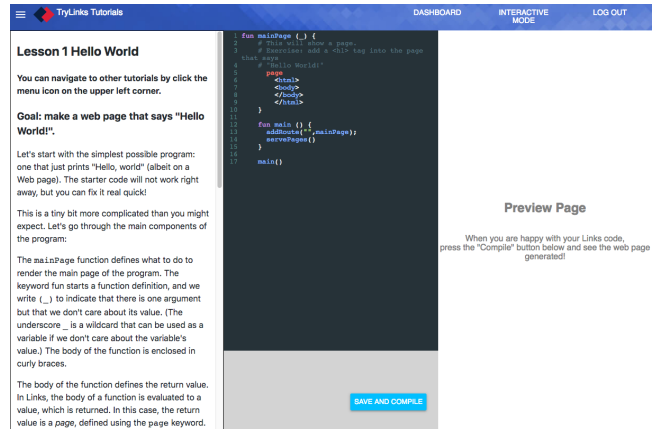 TryLinks Tutorials
DASHBOARD
INTERACTIVE
MODE
LOG OUT
Lesson 1 Hello World
You can navigate to other tutorials by click the
menu icon on the upper left corner.
Goal: make a web page that says "Hello
World!".
Let's start with the simplest possible program:
one that just prints "Hello, world" (albeit on a
Web page). The starter code will not work right
away, but you can fix it real quick!
This is a tiny bit more complicated than you might
expect. Let's go through the main components of
the program:
The mainPage function defines what to do to
render the main page of the program. The
keyword fun starts a function definition, and we
write (_) to indicate that there is one argument
but that we don't care about its value. (The
underscore _ is a wildcard that can be used as a
variable if we don't care about the variable's
value.) The body of the function is enclosed in
curly braces.
The body of the function defines the return value.
In Links, the body of a function is evaluated to a
value, which is returned. In this case, the return
value is a page, defined using the page keyword.
1 fun mainPage (_) {
2 # This will show a page.
3 # Exercise: add a <h1> tag into the page
that says
4 # "Hello World!"
5 page
6 <html>
7 <body>
8 </body>
9 </html>
10 }
11
12 fun main () {
13 addRoute("",mainPage);
14 servePages()
15 }
16
17 main()
SAVE AND COMPILE
Preview Page
When you are happy with your Links code,
press the "Compile" button below and see the web page
generated!